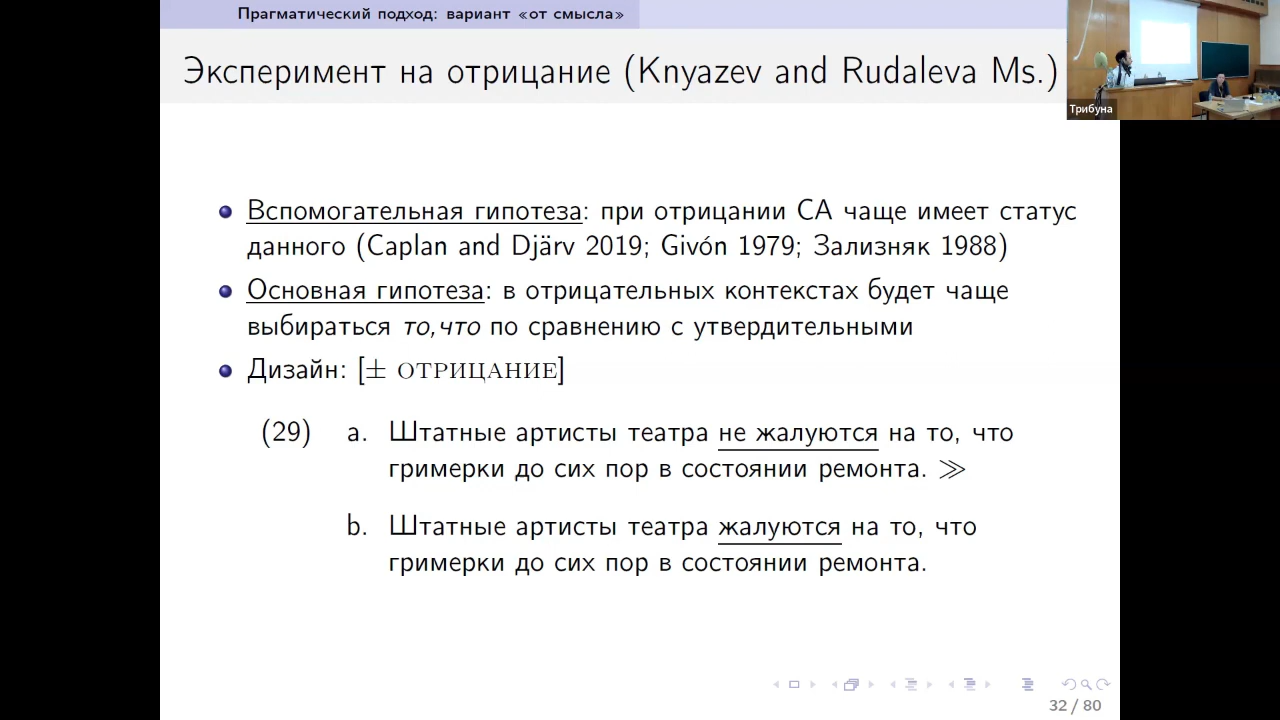 Прагматический подход: вариант «от смысла»
Эксперимент на отрицание (Knyazev and Rudaleva Ms.)
Трибуна
Вспомогательная гипотеза: при отрицании СА чаще имеет статус
данного (Caplan and Djärv 2019; Givón 1979; Зализняк 1988)
Основная гипотеза: в отрицательных контекстах будет чаще
выбираться то,что по сравнению с утвердительными
Дизайн: [± ОТРИЦАНИЕ]
(29) a. Штатные артисты театра не жалуются на то, что
гримерки до сих пор в состоянии ремонта. ≫
b. Штатные артисты театра жалуются на то, что
гримерки до сих пор в состоянии ремонта.
32 / 80